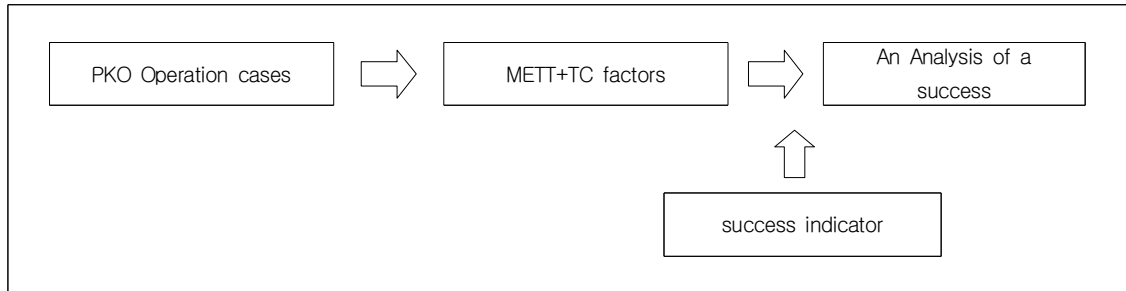 PKO Operation cases
METT+TC factors
An Analysis of a
success
success indicator